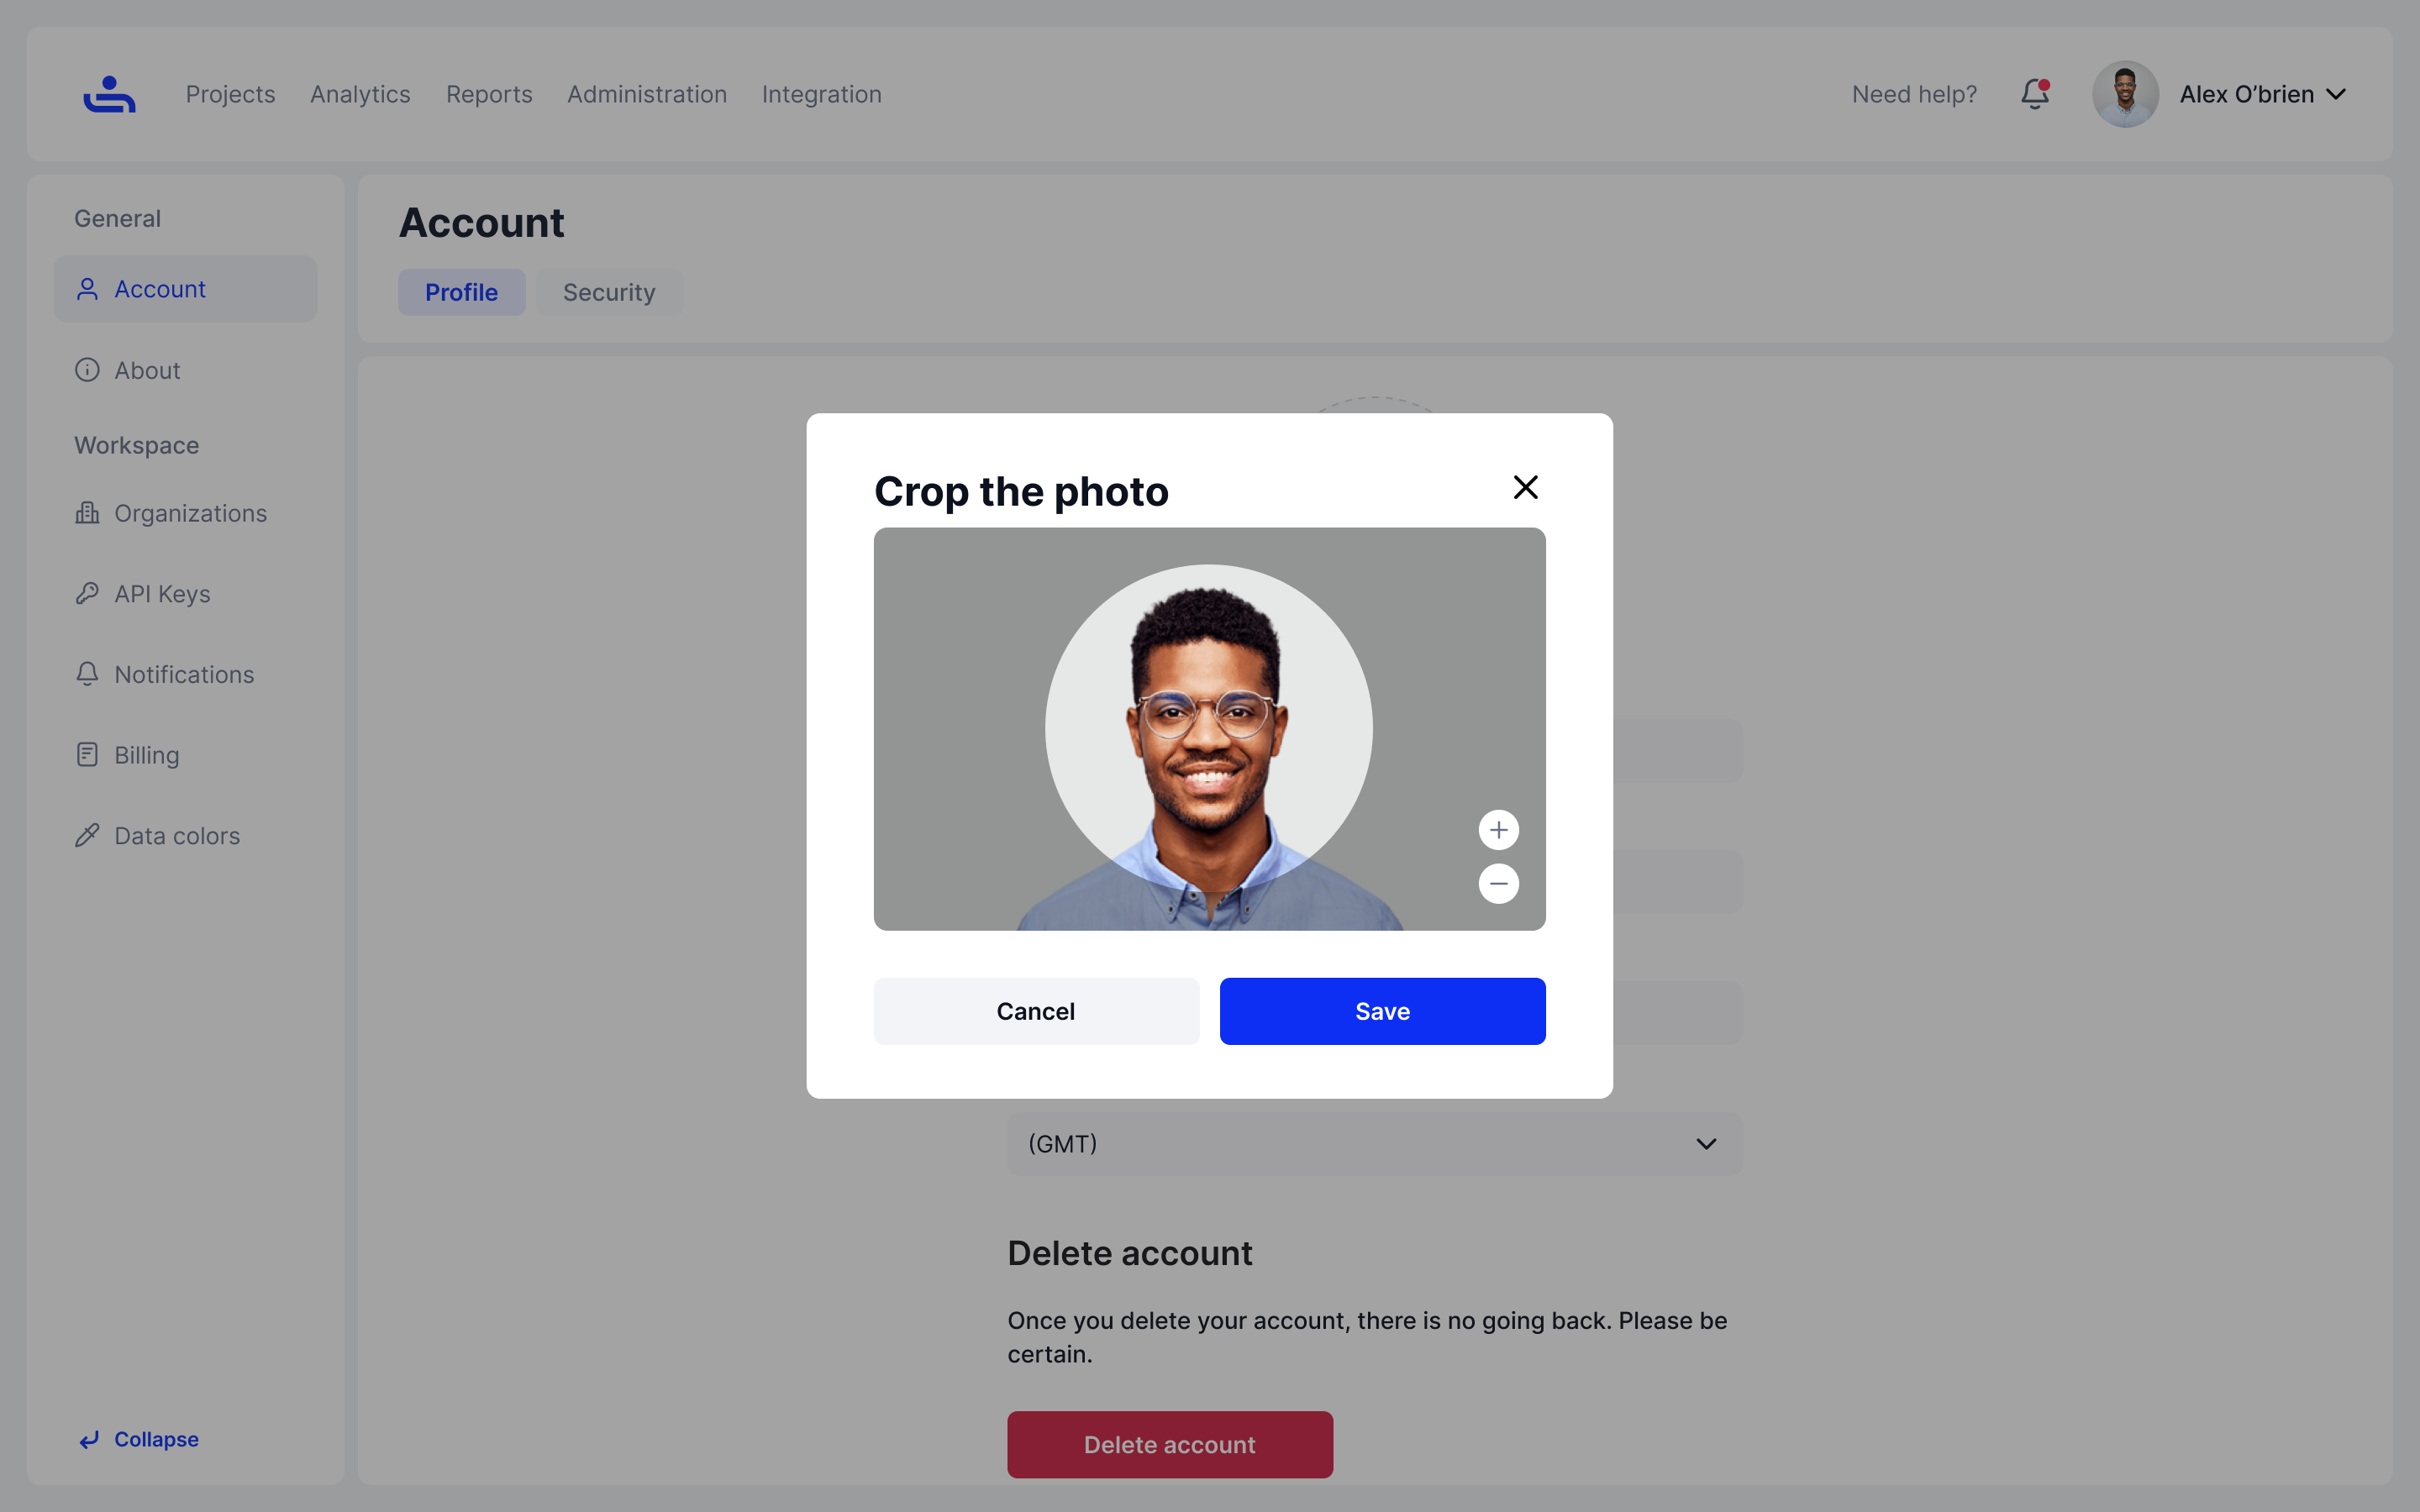 Projects
Analytics
Reports
Administration
Integration
Need help?
Alex O’brien
General
Account
About
Workspace
Organizations
API Keys
Notifications
Billing
Data colors
Collapse
Account
Profile
Security
Crop the photo
Cancel
Save
(GMT)
Delete account
Once you delete your account, there is no going back. Please be
certain.
Delete account